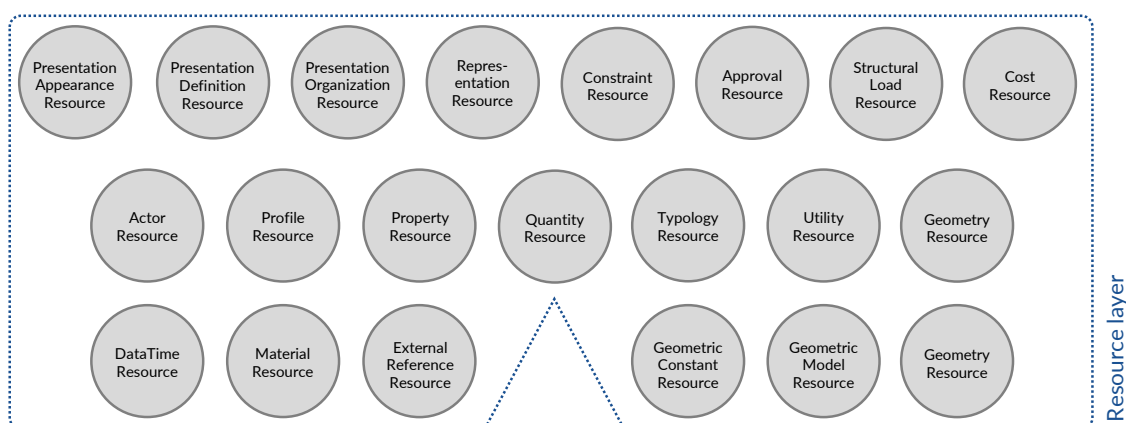 Presentation
Appearance
Resource
Presentation
Definition
Resource
Presentation
Organization
Resource
Repres-
entation
Resource
Constraint
Resource
Approval
Resource
Structural
Load
Resource
Cost
Resource
Actor
Resource
Profile
Resource
Property
Resource
Quantity
Resource
Typology
Resource
Utility
Resource
Geometry
Resource
DataTime
Resource
Material
Resource
External
Reference
Resource
Geometric
Constant
Resource
Geometric
Model
Resource
Geometry
Resource
Resource layer